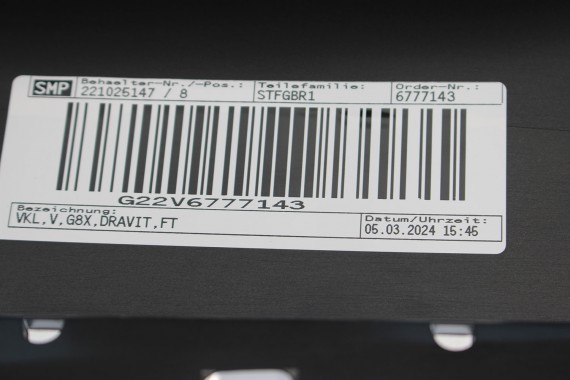 SMP
Behaelter-Nr./-Pos.: Teilefamilie: Order-Nr.:
221025147 / 8 STFGBR1 6777143
G22V6777143
Bezeichnung: Datum/Uhrzeit:
VKL,V,G8X,DRAVIT,FT 05.03.2024 15:45